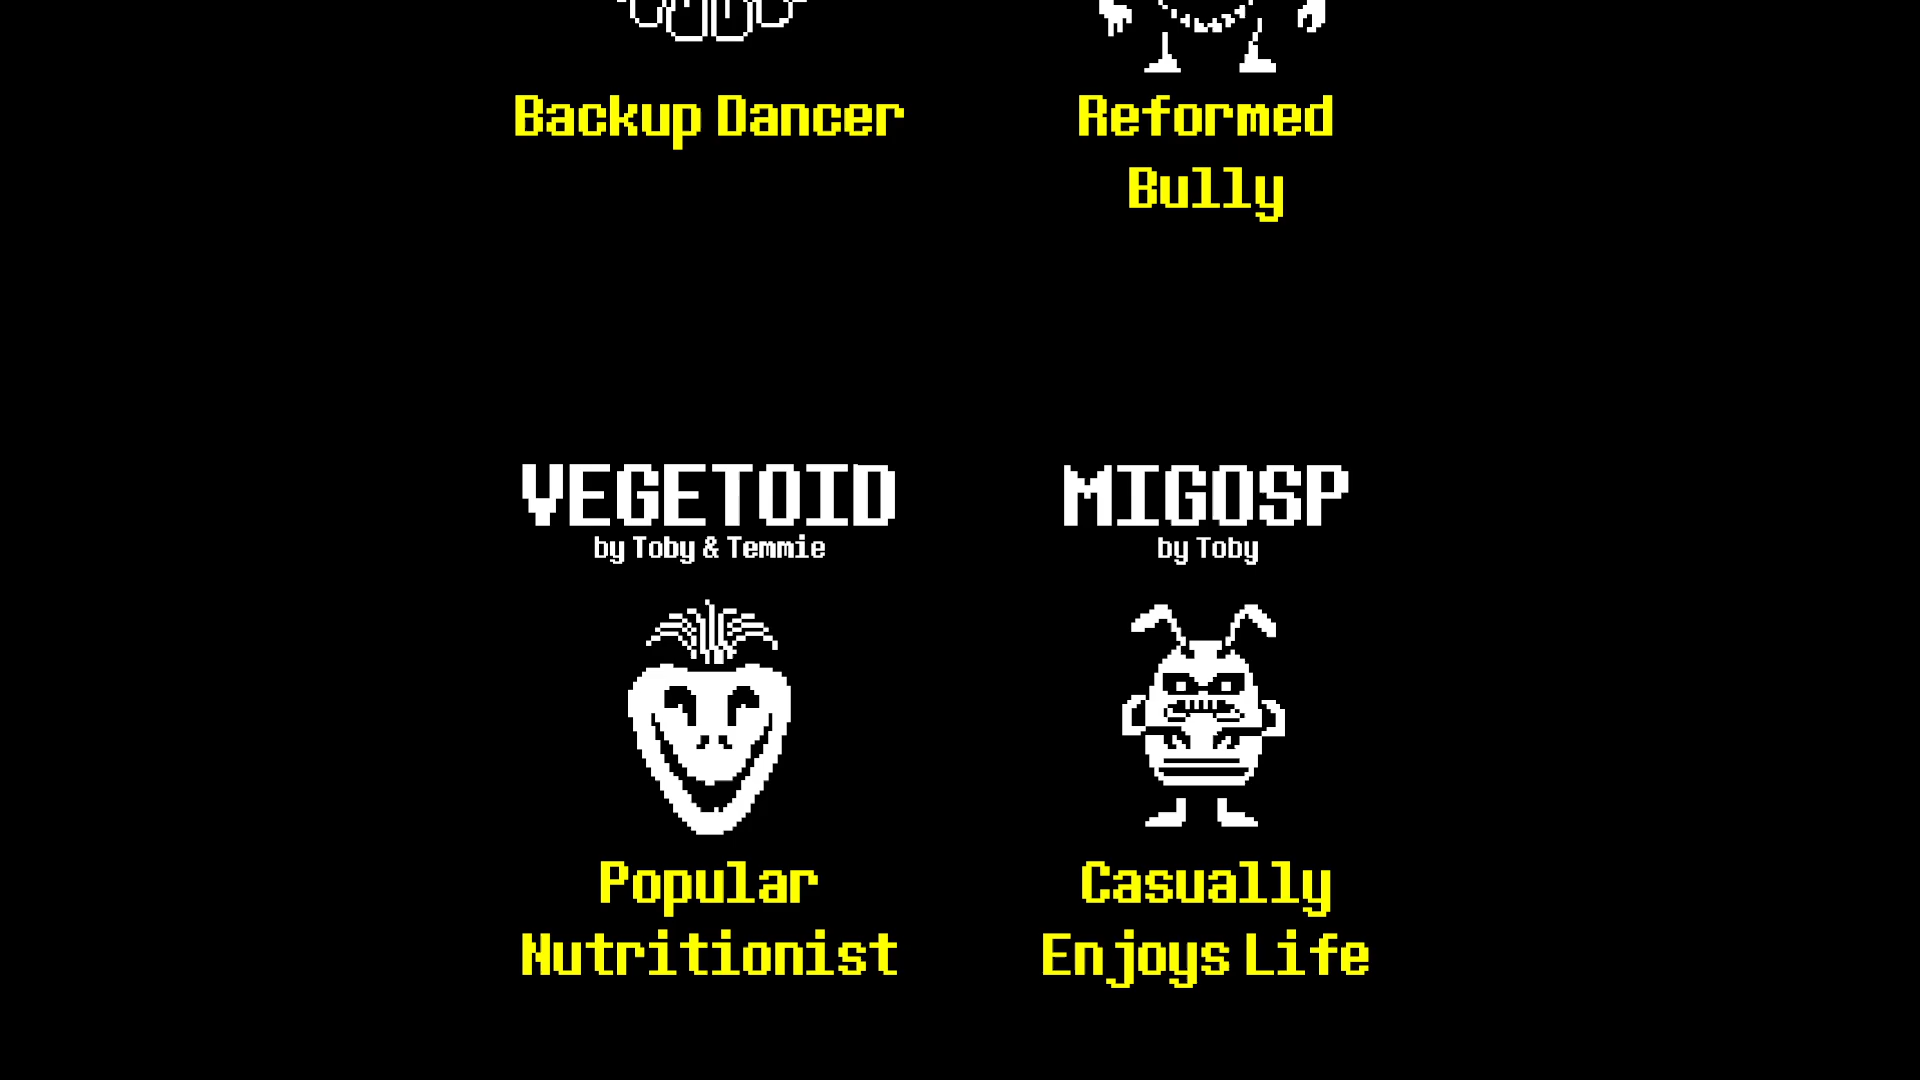 Backup Dancer
Reformed
Bully
VEGETOID
by Toby & Temmie
Popular
Nutritionist
MIGOSP
by Toby
Casually
Enjoys Life